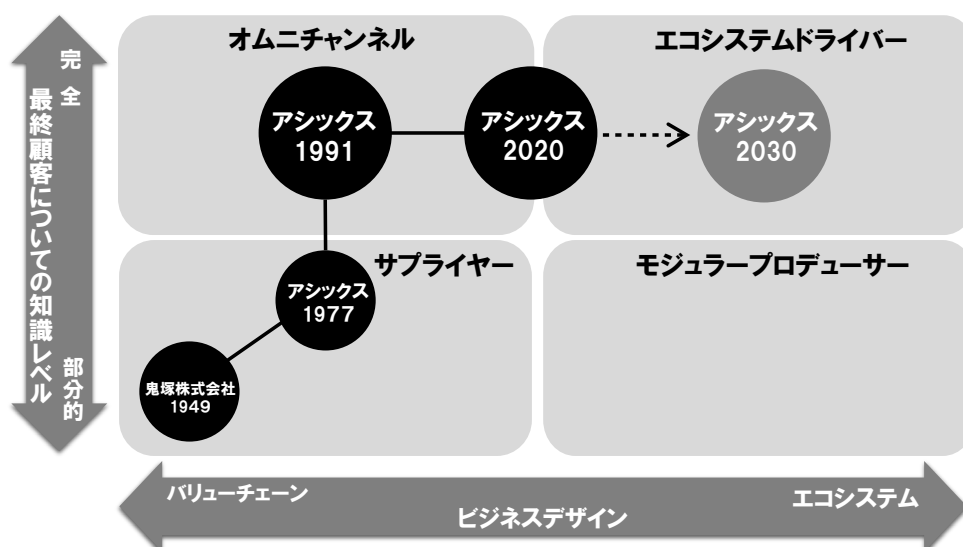 オムニチャンネル
エコシステムドライバー
アシックス
1991
アシックス
2020
アシックス
2030
サプライヤー
モジュラープロデューサー
アシックス
1977
鬼塚株式会社
1949
完全
最終顧客についての知識レベル
部分的
バリューチェーン
エコシステム
ビジネスデザイン